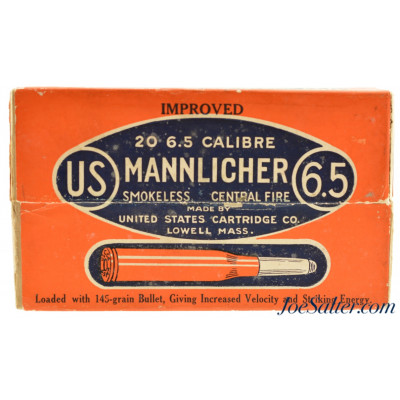 IMPROVED
20 6.5 CALIBRE
US MANNLICHER 6.5
SMOKELESS CENTRAL FIRE
MADE BY
UNITED STATES CARTRIDGE CO.
LOWELL MASS.
Loaded with 145-grain Bullet, Giving Increased Velocity and Striking Energy.
JoeSalter.com